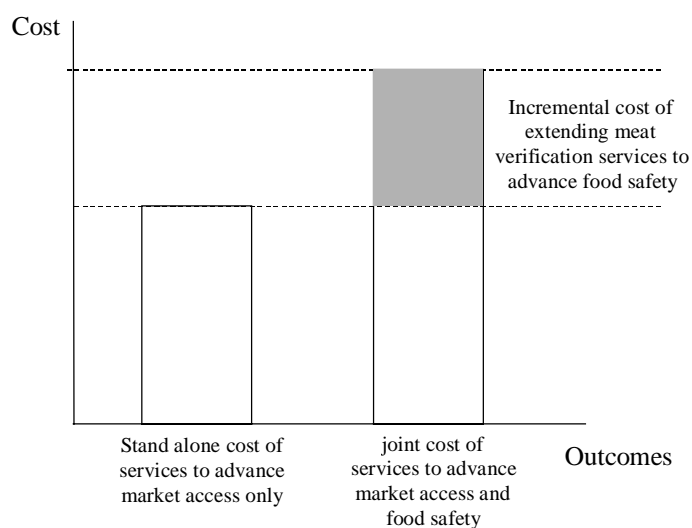 Cost
Incremental cost of
extending meat
verification services to
advance food safety
Stand alone cost of
services to advance
market access only
joint cost of
services to advance
market access and
food safety
Outcomes